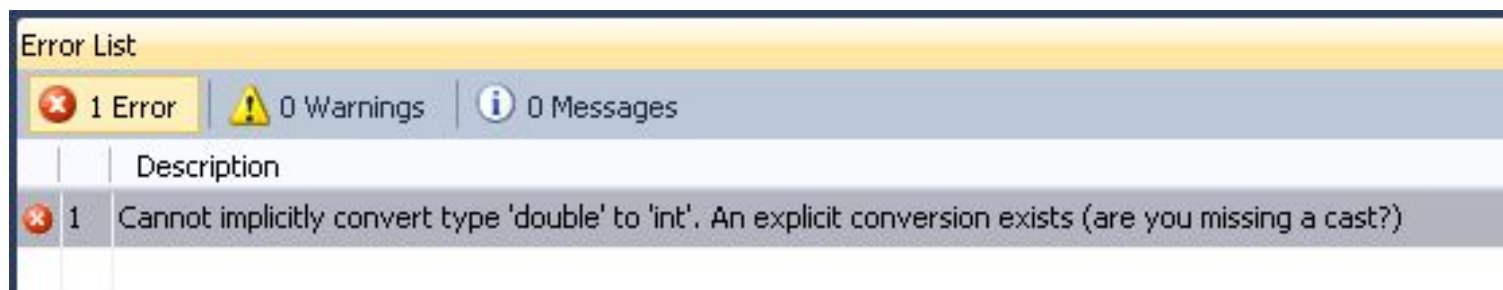 Error List
1 Error 0 Warnings 0 Messages
Description
1 Cannot implicitly convert type 'double' to 'int'. An explicit conversion exists (are you missing a cast?)